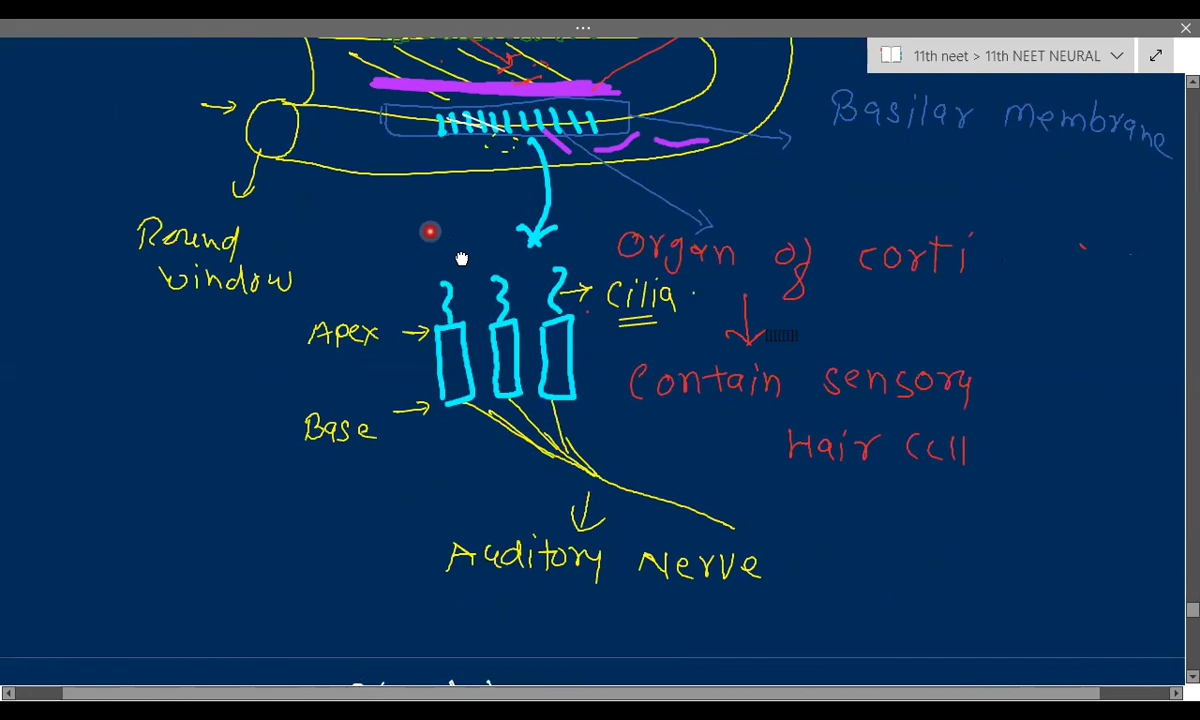 11th neet > 11th NEET NEURAL
Basilar membrane
Round
window
Organ of corti
Cilia
Apex
Contain sensory
Hair Cell
Base
Auditory Nerve